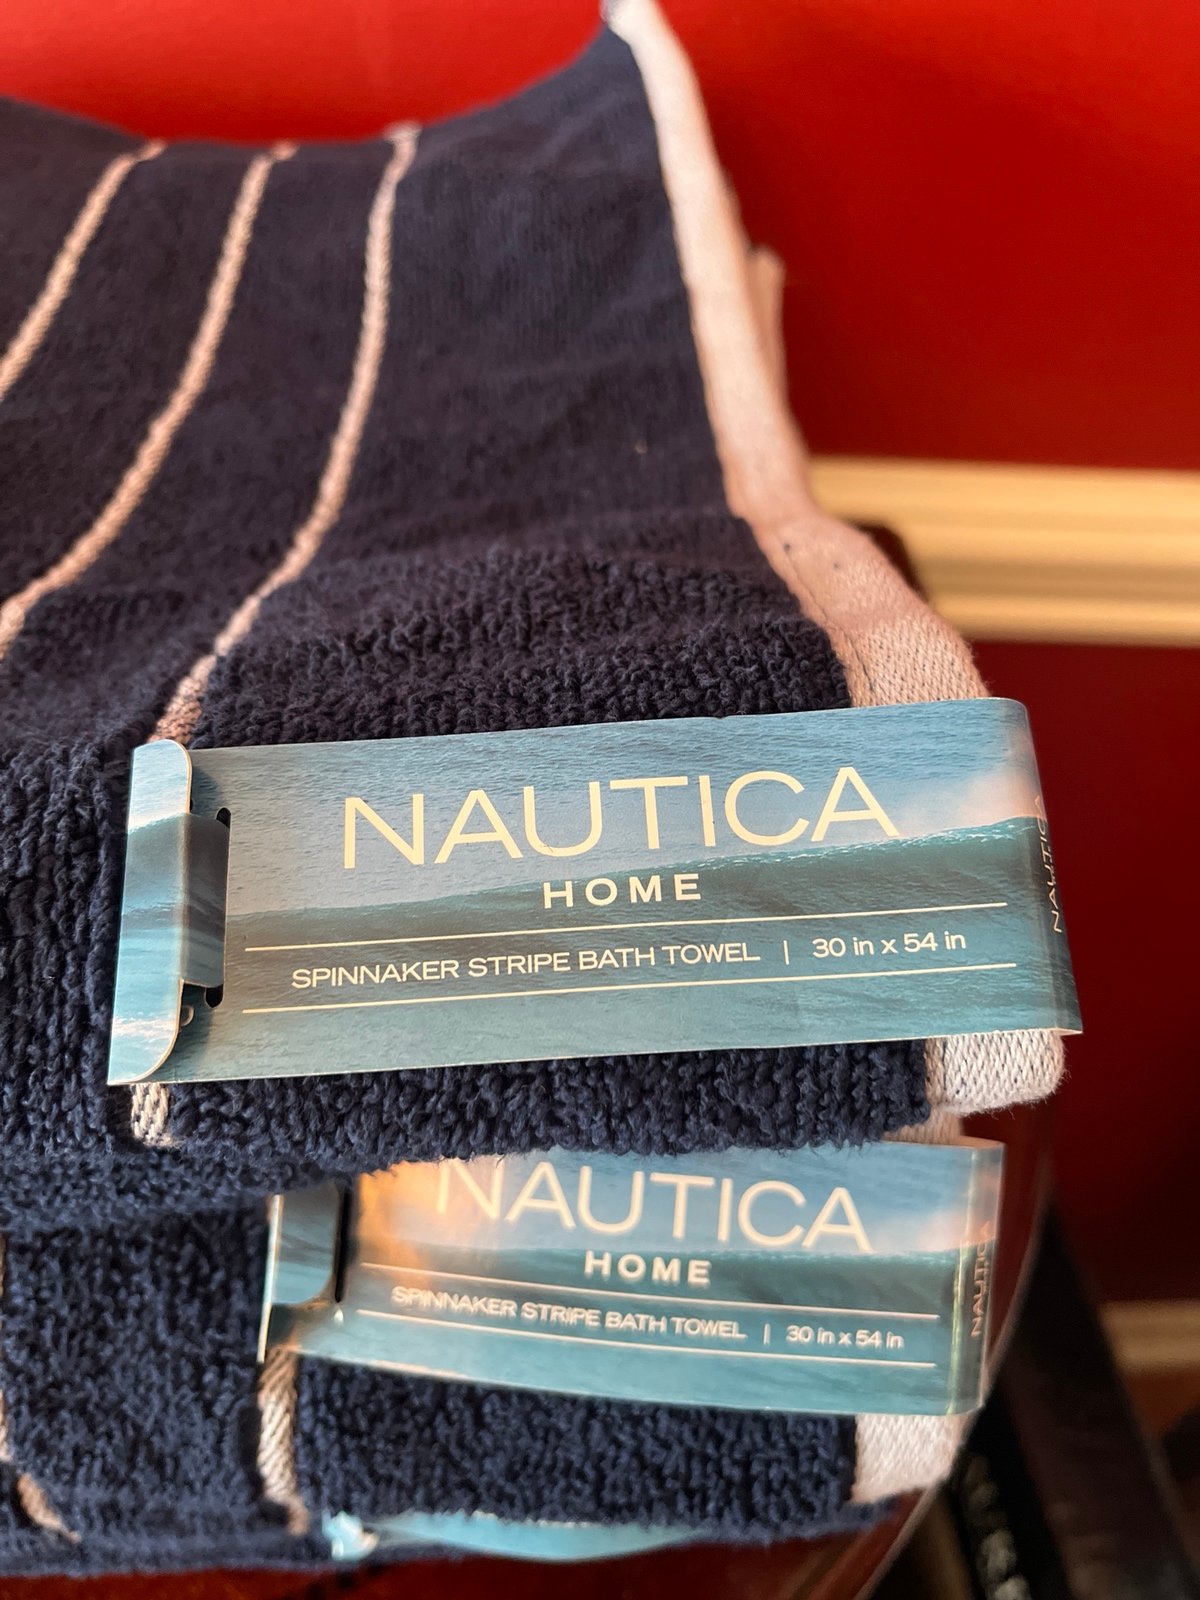 NAUTICA
HOME
SPINNAKER STRIPE BATH TOWEL | 30 in x 54 in
NAUTICA
NAUTICA
HOME
SPINNAKER STRIPE BATH TOWEL | 30 in x 54 in
NAUTIC